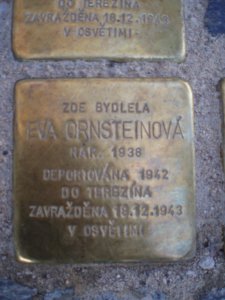 DO TEREZÍNA
ZAVRAŽDĚNA 18.12.1943
V OSVĚTIMI
ZDE BYDLELA
EVA ORNSTEINOVÁ
NAR. 1938
DEPORTOVÁNA 1942
DO TEREZÍNA
ZAVRAŽDĚNA 18.12.1943
V OSVĚTIMI